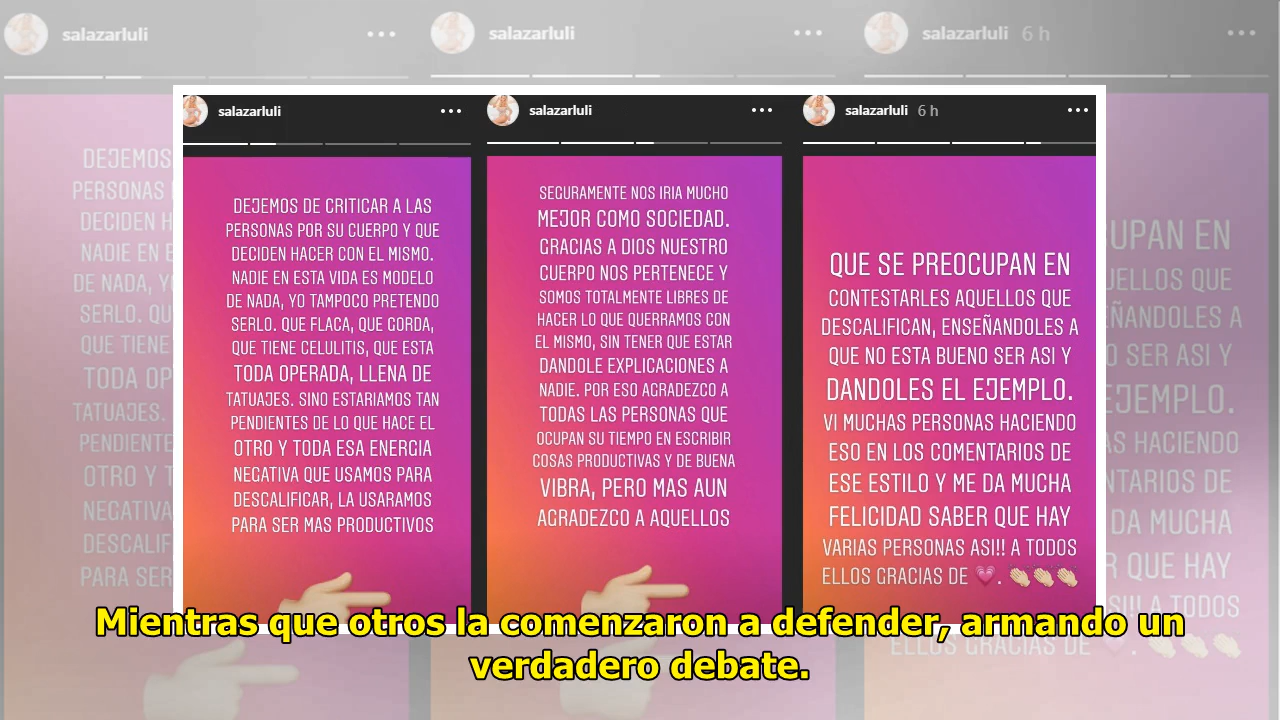 salazarluli
salazarluli
salazarluli 6 h
salazarluli
DEJEMOS DE CRITICAR A LAS
PERSONAS POR SU CUERPO Y QUE
DECIDEN HACER CON EL MISMO.
NADIE EN ESTA VIDA ES MODELO
DE NADA, YO TAMPOCO PRETENDO
SERLO. QUE FLACA, QUE GORDA,
QUE TIENE CELULITIS, QUE ESTA
TODA OPERADA, LLENA DE
TATUAJES. SINO ESTARIAMOS TAN
PENDIENTES DE LO QUE HACE EL
OTRO Y TODA ESA ENERGIA
NEGATIVA QUE USAMOS PARA
DESCALIFICAR, LA USARAMOS
PARA SER MAS PRODUCTIVOS
salazarluli
SEGURAMENTE NOS IRIA MUCHO
MEJOR COMO SOCIEDAD.
GRACIAS A DIOS NUESTRO
CUERPO NOS PERTENECE Y
SOMOS TOTALMENTE LIBRES DE
HACER LO QUE QUERRAMOS CON
EL MISMO, SIN TENER QUE ESTAR
DANDOLE EXPLICACIONES A
NADIE. POR ESO AGRADEZCO A
TODAS LAS PERSONAS QUE
OCUPAN SU TIEMPO EN ESCRIBIR
COSAS PRODUCTIVAS Y DE BUENA
VIBRA, PERO MAS AUN
AGRADEZCO A AQUELLOS
salazarluli 6 h
QUE SE PREOCUPAN EN
CONTESTARLES AQUELLOS QUE
DESCALIFICAN, ENSEÑANDOLES A
QUE NO ESTA BUENO SER ASI Y
DANDOLES EL EJEMPLO.
VI MUCHAS PERSONAS HACIENDO
ESO EN LOS COMENTARIOS DE
ESE ESTILO Y ME DA MUCHA
FELICIDAD SABER QUE HAY
VARIAS PERSONAS ASI!! A TODOS
ELLOS GRACIAS DE 💗. 👏🏻👏🏻👏🏻
Mientras que otros la comenzaron a defender, armando un
verdadero debate.